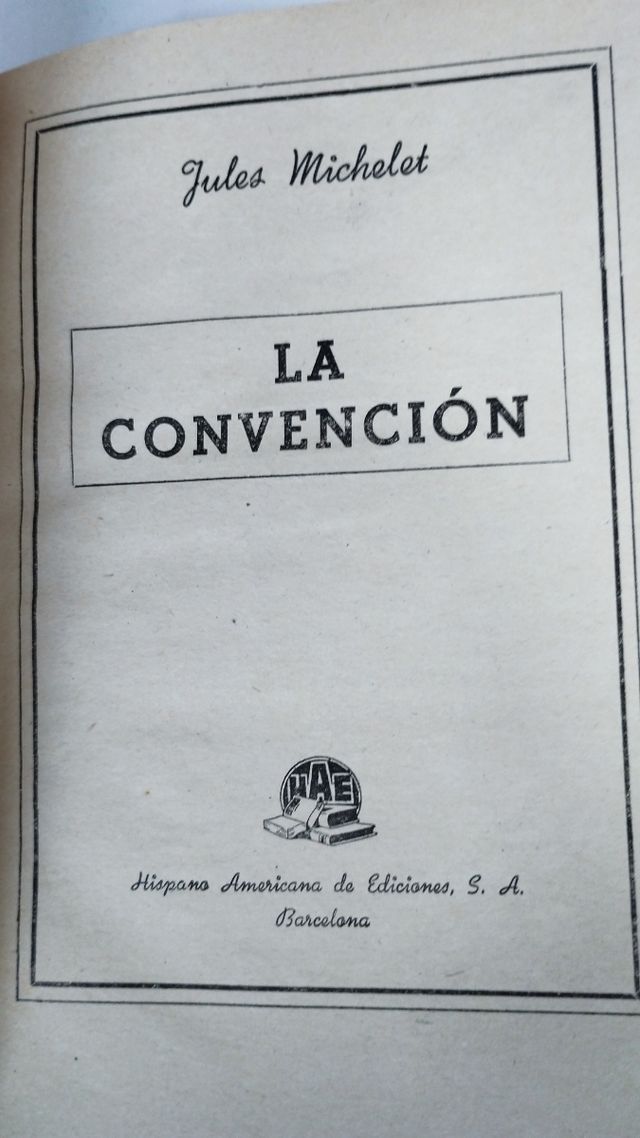 Jules Michelet
LA
CONVENCIÓN
HAE
Hispano Americana de Ediciones, S. A.
Barcelona